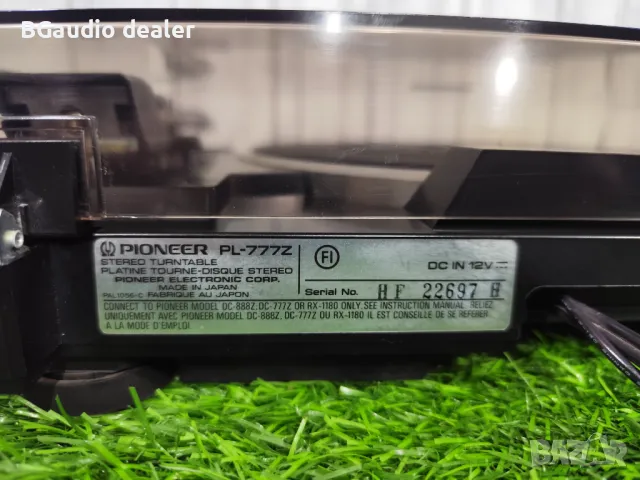 BGaudio dealer
PIONEER PL-777Z
STEREO TURNTABLE
PLATINE TOURNE-DISQUE STEREO
PIONEER ELECTRONIC CORP.
MADE IN JAPAN
PAL1056-C FABRIQUE AU JAPON
FI
DC IN 12V
Serial No. HF 22697 H
CONNECT TO PIONEER MODEL DC-888Z, DC-777Z OR RX-1180 ONLY. SEE INSTRUCTION MANUAL. RELIEZ
UNIQUEMENT AVEC PIONEER MODEL DC-888Z, DC-777Z OU RX-1180 IL EST CONSEILLE DE SE REFERER
A LA MODE D'EMPLOI.
BAZAR